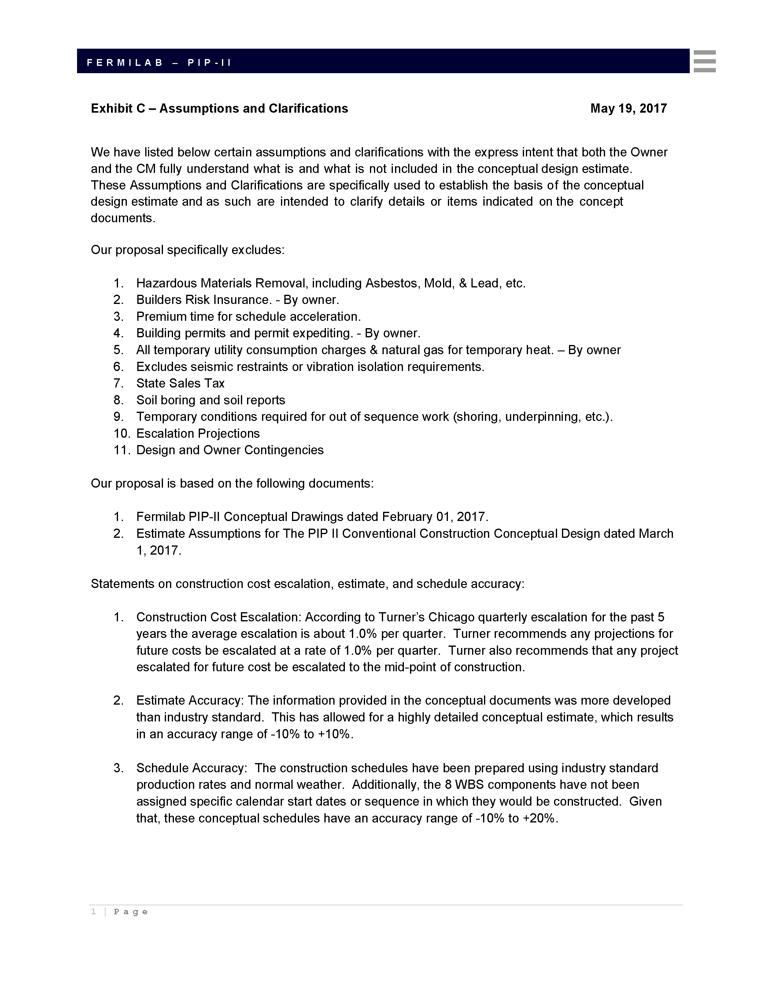 FERMILAB – PIP-II
Exhibit C – Assumptions and Clarifications May 19, 2017
We have listed below certain assumptions and clarifications with the express intent that both the Owner
and the CM fully understand what is and what is not included in the conceptual design estimate.
These Assumptions and Clarifications are specifically used to establish the basis of the conceptual
design estimate and as such are intended to clarify details or items indicated on the concept
documents.
Our proposal specifically excludes:
1. Hazardous Materials Removal, including Asbestos, Mold, & Lead, etc.
2. Builders Risk Insurance. - By owner.
3. Premium time for schedule acceleration.
4. Building permits and permit expediting. - By owner.
5. All temporary utility consumption charges & natural gas for temporary heat. – By owner
6. Excludes seismic restraints or vibration isolation requirements.
7. State Sales Tax
8. Soil boring and soil reports
9. Temporary conditions required for out of sequence work (shoring, underpinning, etc.).
10. Escalation Projections
11. Design and Owner Contingencies
Our proposal is based on the following documents:
1. Fermilab PIP-II Conceptual Drawings dated February 01, 2017.
2. Estimate Assumptions for The PIP II Conventional Construction Conceptual Design dated March
1, 2017.
Statements on construction cost escalation, estimate, and schedule accuracy:
1. Construction Cost Escalation: According to Turner’s Chicago quarterly escalation for the past 5
years the average escalation is about 1.0% per quarter. Turner recommends any projections for
future costs be escalated at a rate of 1.0% per quarter. Turner also recommends that any project
escalated for future cost be escalated to the mid-point of construction.
2. Estimate Accuracy: The information provided in the conceptual documents was more developed
than industry standard. This has allowed for a highly detailed conceptual estimate, which results
in an accuracy range of -10% to +10%.
3. Schedule Accuracy: The construction schedules have been prepared using industry standard
production rates and normal weather. Additionally, the 8 WBS components have not been
assigned specific calendar start dates or sequence in which they would be constructed. Given
that, these conceptual schedules have an accuracy range of -10% to +20%.
1 | Page